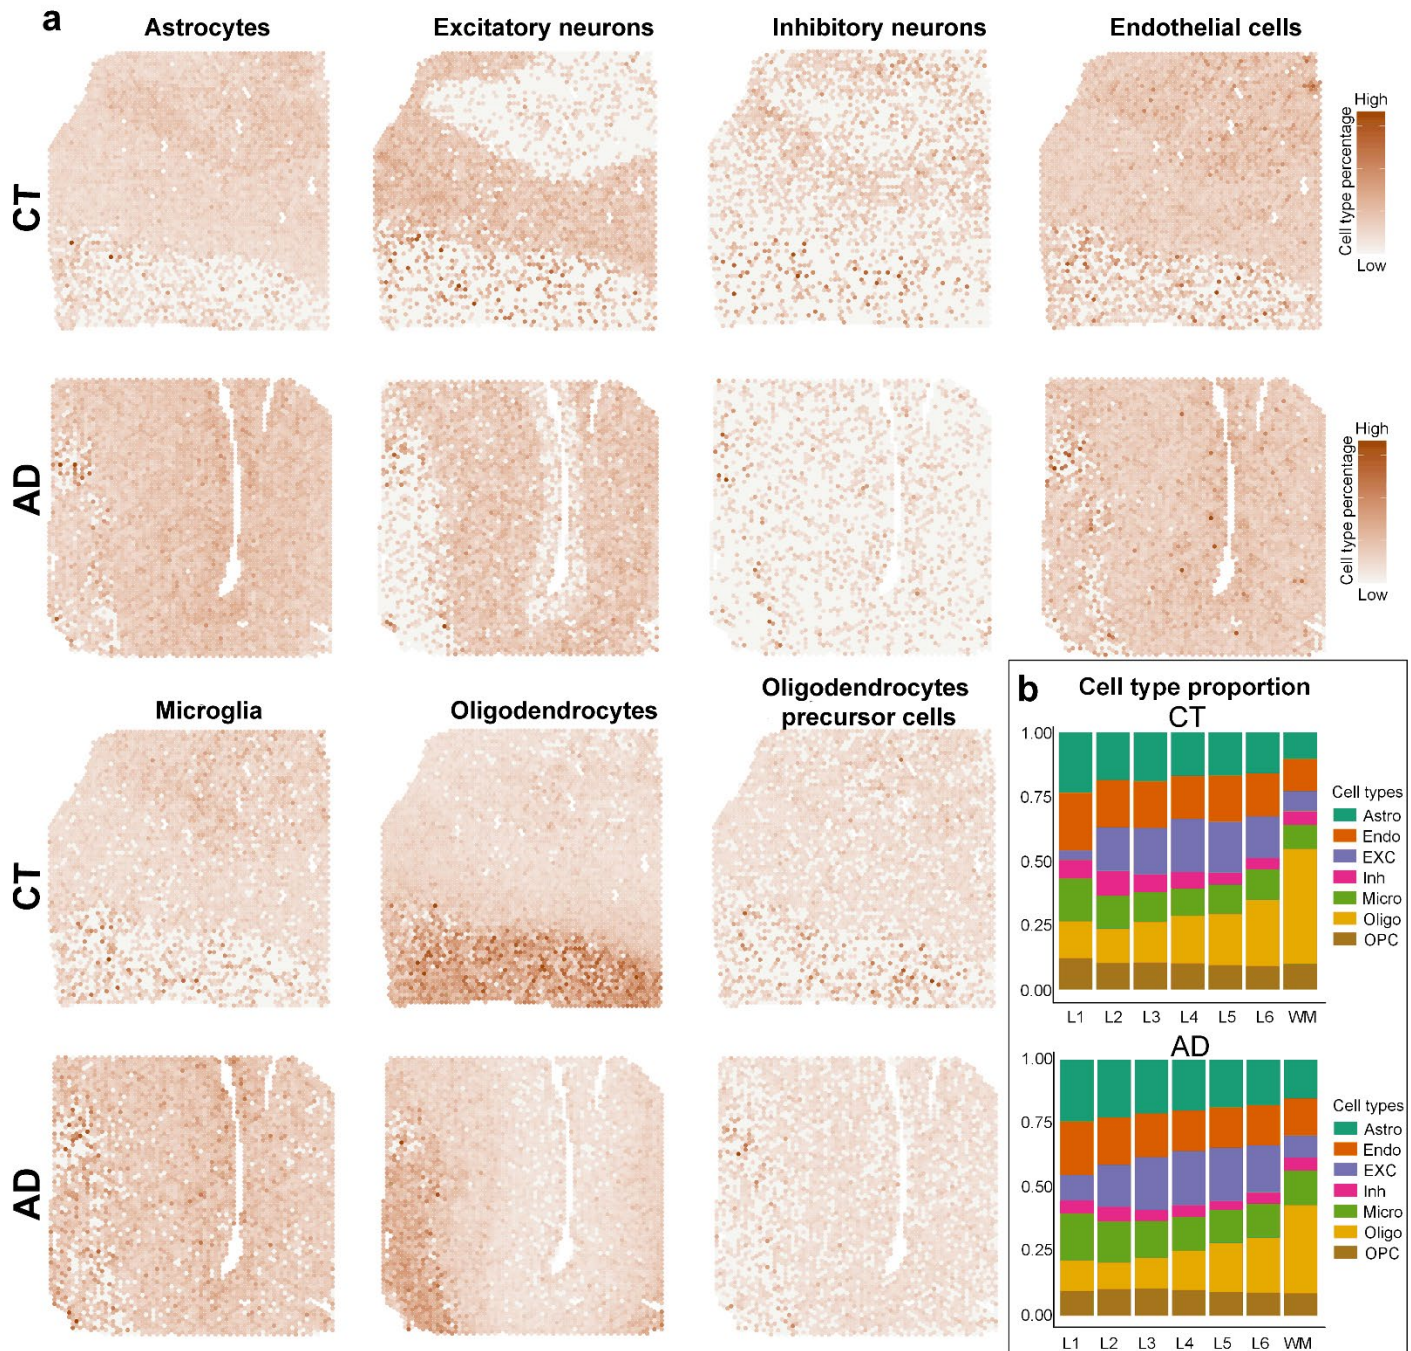 a
Astrocytes
Excitatory neurons
Inhibitory neurons
Endothelial cells
CT
High
Cell type percentage
Low
AD
High
Cell type percentage
Low
Microglia
Oligodendrocytes
Oligodendrocytes
precursor cells
CT
AD
b
Cell type proportion
CT
1.00
0.75
0.50
0.25
0.00
L1 L2 L3 L4 L5 L6 WM
Cell types
Astro
Endo
EXC
Inh
Micro
Oligo
OPC
AD
1.00
0.75
0.50
0.25
0.00
L1 L2 L3 L4 L5 L6 WM
Cell types
Astro
Endo
EXC
Inh
Micro
Oligo
OPC